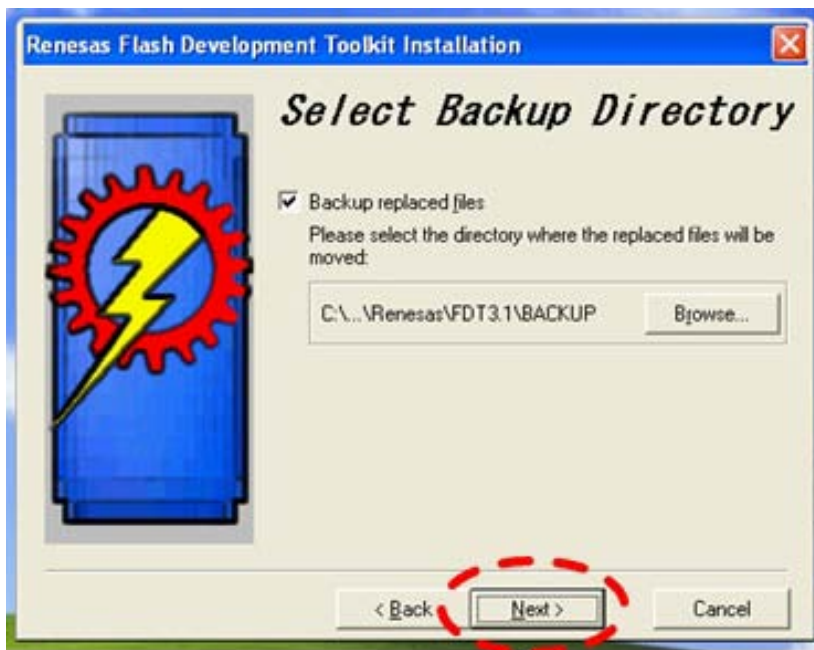 Renesas Flash Development Toolkit Installation
Select Backup Directory
Backup replaced files
Please select the directory where the replaced files will be
moved:
C:\...\Renesas\FDT3.1\BACKUP
Browse...
< Back
Next >
Cancel